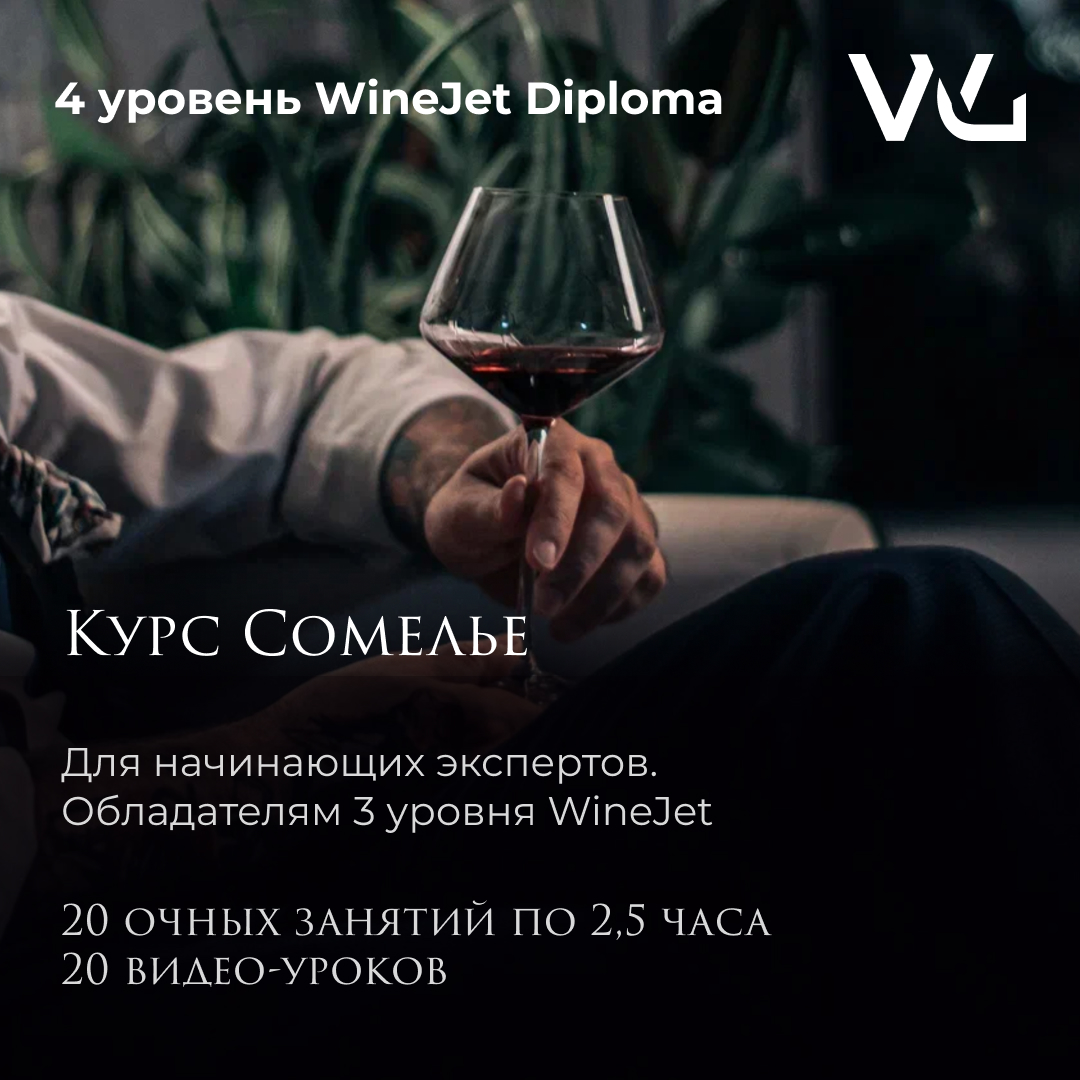 4 уровень WineJet Diploma
Курс Сомелье
Для начинающих экспертов.
Обладателям 3 уровня WineJet
20 очных занятий по 2,5 часа
20 видео-уроков